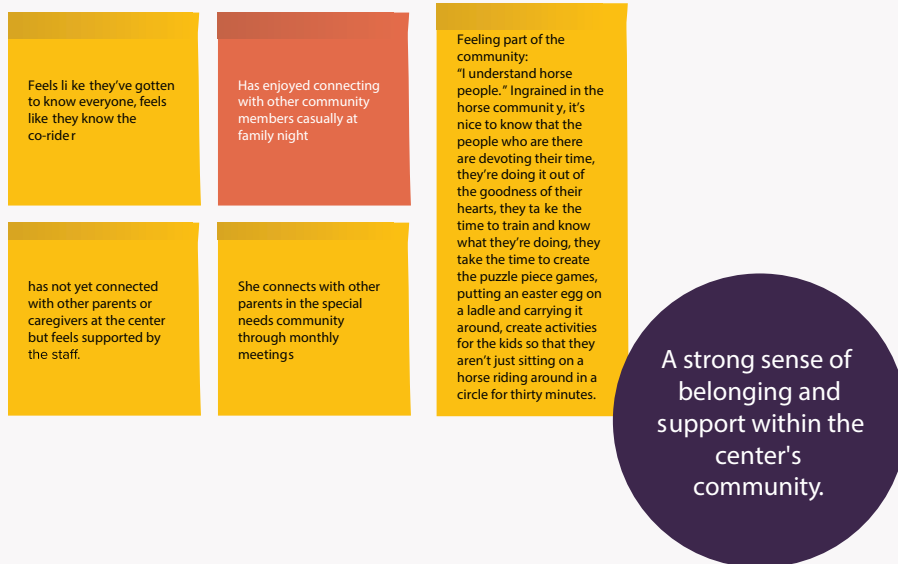 Feels like they've gotten
to know everyone, feels
like they know the
co-rider
Has enjoyed connecting
with other community
members casually at
family night
Feeling part of the
community:
"I understand horse
people." Ingrained in the
horse community, it's
nice to know that the
people who are there
are devoting their time,
they're doing it out of
the goodness of their
hearts, they take the
time to train and know
what they're doing, they
take the time to create
the puzzle piece games,
putting an easter egg on
a ladle and carrying it
around, create activities
for the kids so that they
aren't just sitting on a
horse riding around in a
circle for thirty minutes.
has not yet connected
with other parents or
caregivers at the center
but feels supported by
the staff.
She connects with other
parents in the special
needs community
through monthly
meetings
A strong sense of
belonging and
support within the
center's
community.